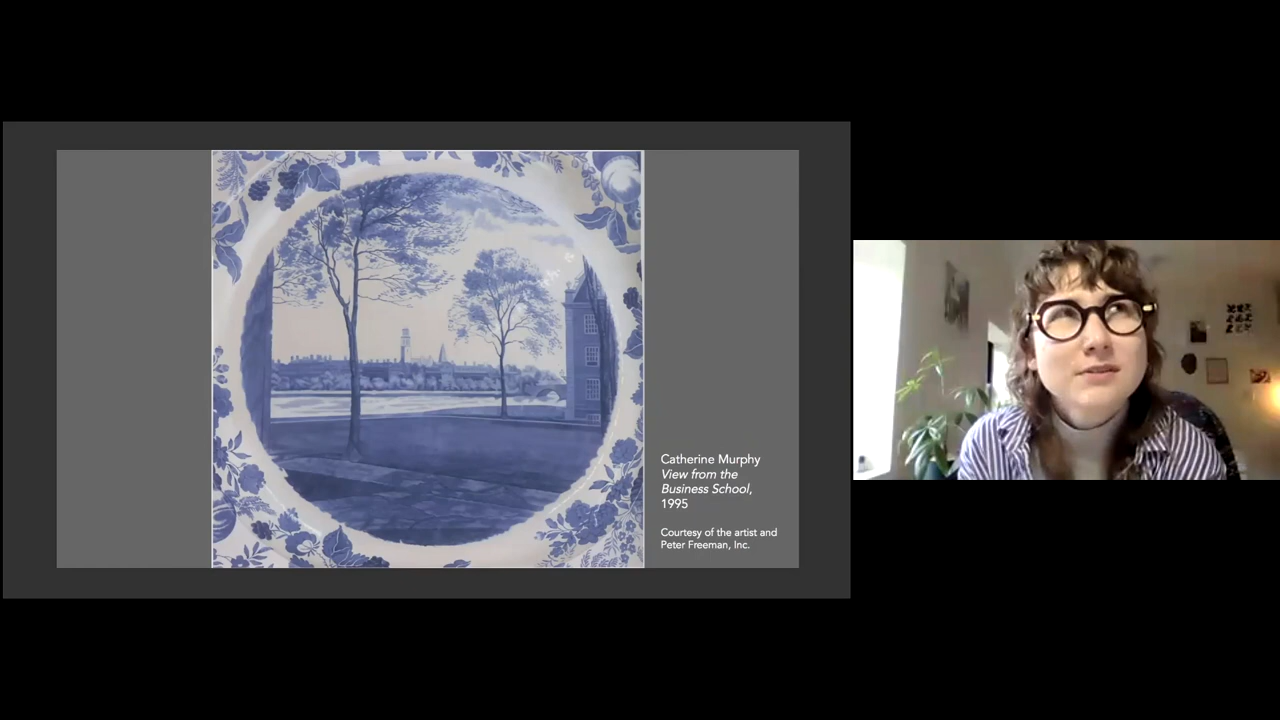 Catherine Murphy
View from the
Business School,
1995
Courtesy of the artist and
Peter Freeman, Inc.